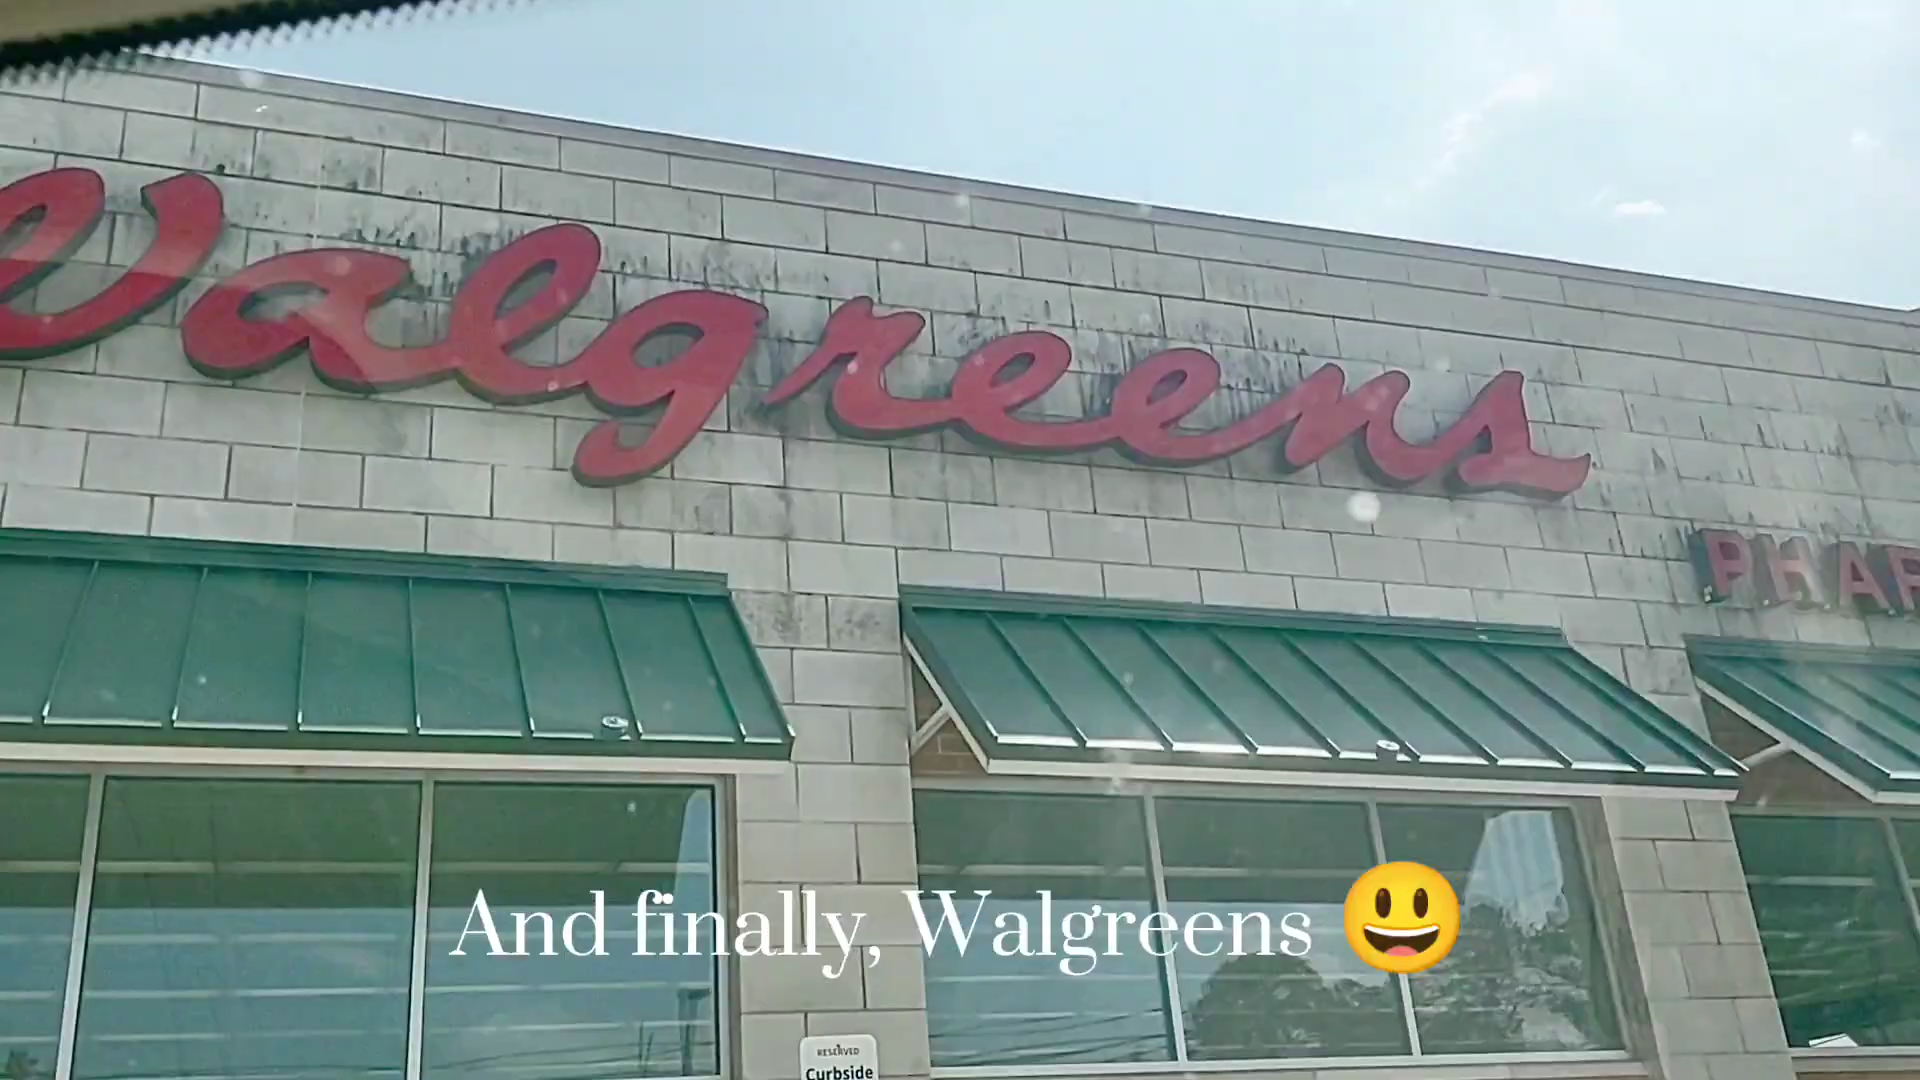 Walgreens
PHAR
And finally, Walgreens 😃
RESERVED
Curbside